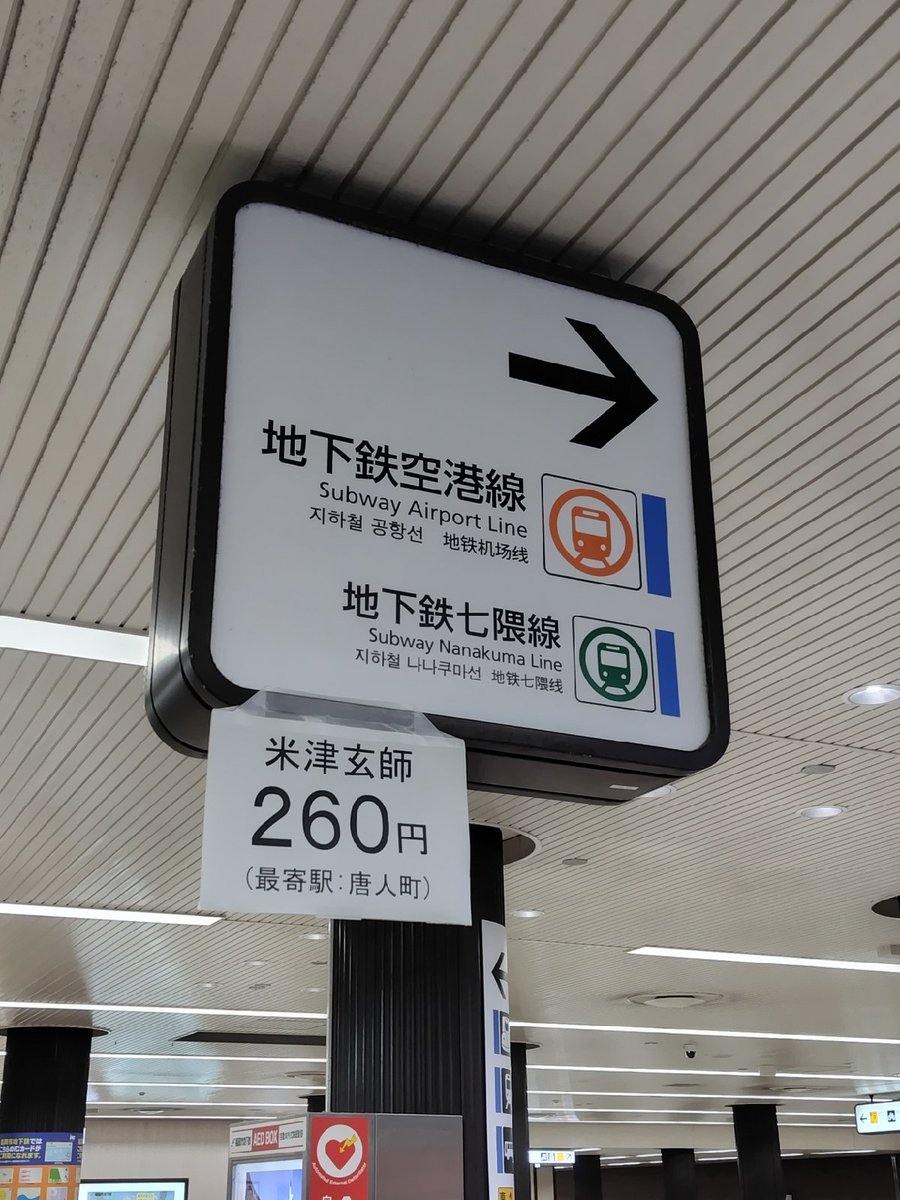 地下鉄空港線
Subway Airport Line
지하철 공항선 地铁机场线
地下鉄七隈線
Subway Nanakuma Line
지하철 나나쿠마선 地铁七隈线
米津玄師
260円
(最寄駅:唐人町)
AED BOX
Automated External Defibrillator